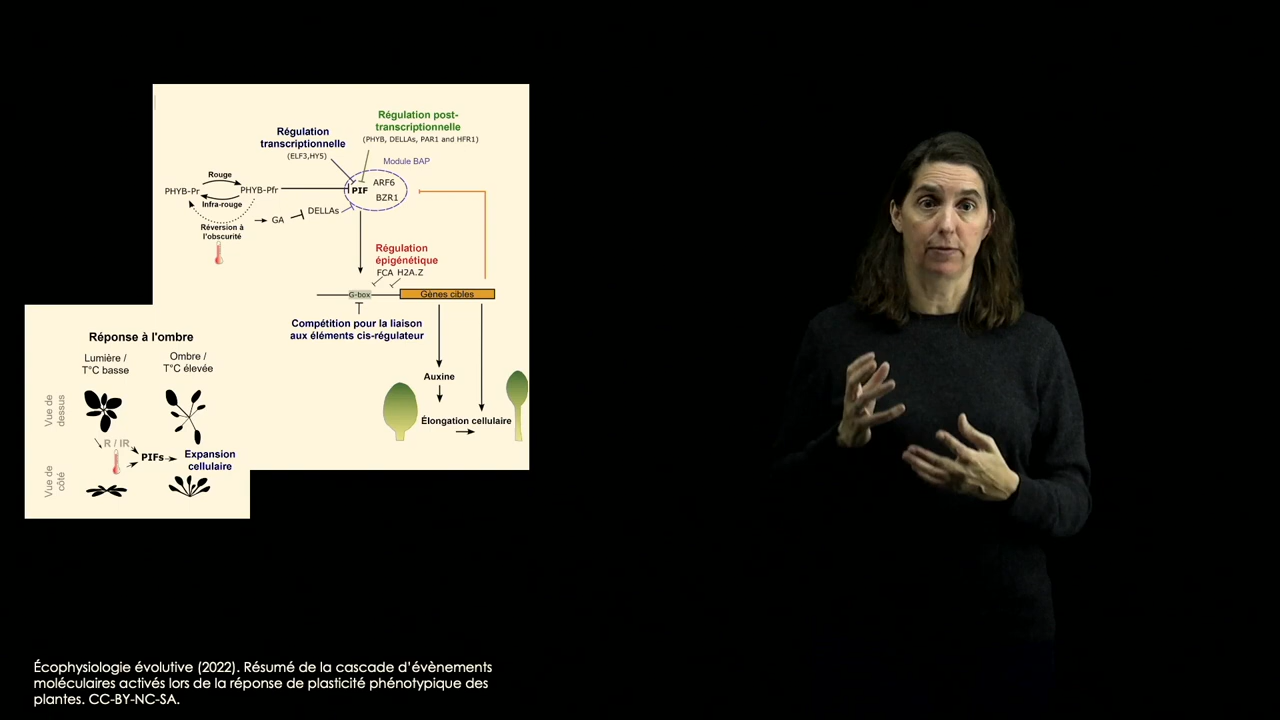 Régulation post-
transcriptionnelle
(PHYB, DELLAs, PAR1 and HFR1)
Régulation
transcriptionnelle
(ELF3,HY5)
Module BAP
Rouge
PHYB-Pr
PHYB-Pfr
Infra-rouge
PIF
ARF6
BZR1
GA
DELLAs
Réversion à
l'obscurité
Régulation
épigénétique
FCA H2A.Z
G-box
Gènes cibles
Compétition pour la liaison
aux éléments cis-régulateur
Auxine
Élongation cellulaire
Réponse à l'ombre
Lumière /
T°C basse
Ombre /
T°C élevée
Vue de
dessus
R / IR
PIFs
Expansion
cellulaire
Vue de
côté
Écophysiologie évolutive (2022). Résumé de la cascade d'évènements
moléculaires activés lors de la réponse de plasticité phénotypique des
plantes. CC-BY-NC-SA.